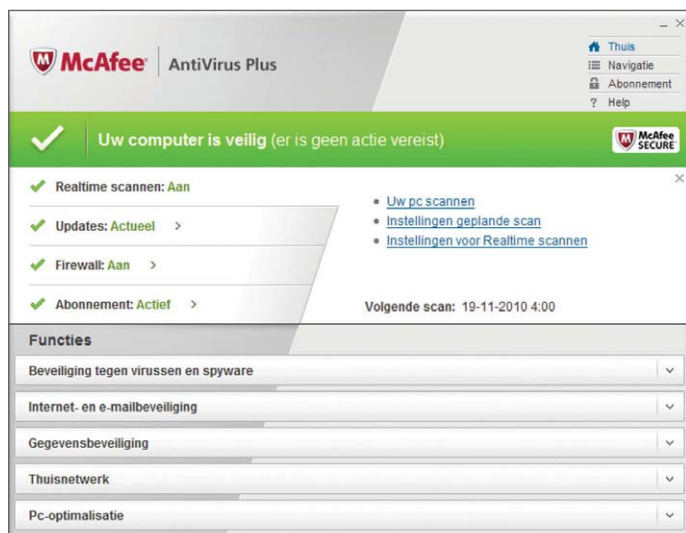 McAfee AntiVirus Plus
Thuis
Navigatie
Abonnement
? Help
Uw computer is veilig (er is geen actie vereist)
McAfee SECURE
Realtime scannen: Aan
Updates: Actueel >
Firewall: Aan >
Abonnement: Actief >
• Uw pc scannen
• Instellingen geplande scan
• Instellingen voor Realtime scannen
Volgende scan: 19-11-2010 4:00
Functies
Beveiliging tegen virussen en spyware
Internet- en e-mailbeveiliging
Gegevensbeveiliging
Thuisnetwerk
Pc-optimalisatie